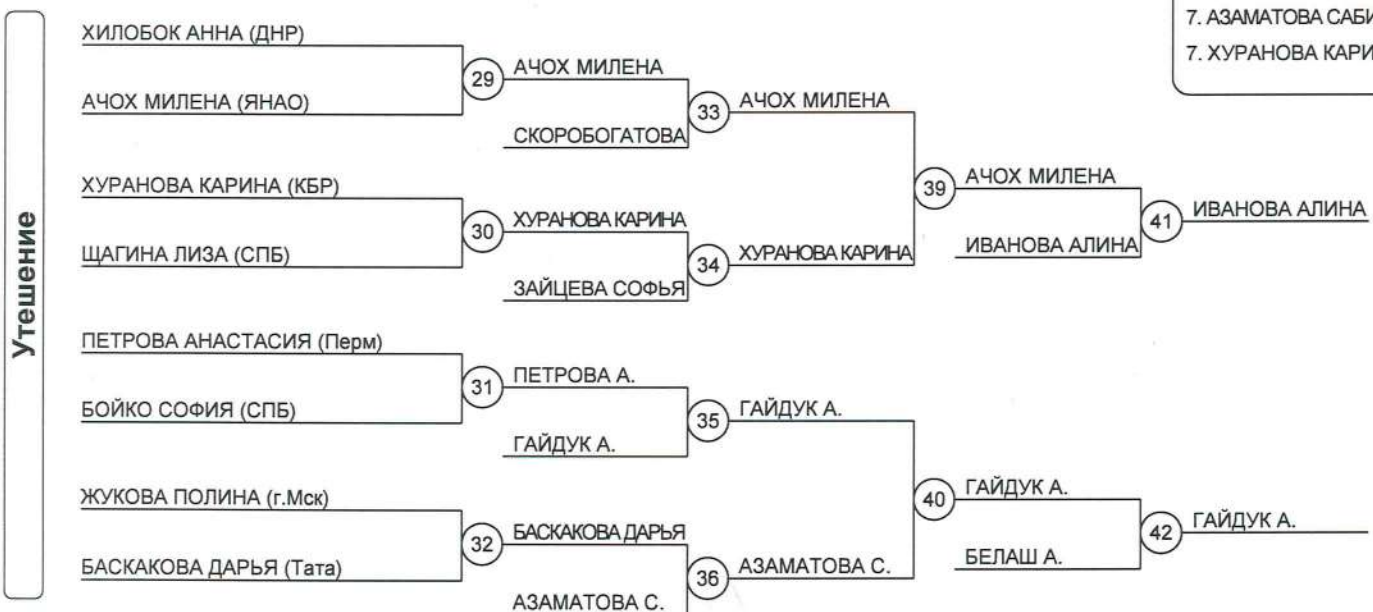 7. АЗАМАТОВА САБИ
7. ХУРАНОВА КАРИ
Утешение
ХИЛОБОК АННА (ДНР)
29
АЧОХ МИЛЕНА
АЧОХ МИЛЕНА (ЯНАО)
33
АЧОХ МИЛЕНА
СКОРОБОГАТОВА
ХУРАНОВА КАРИНА (КБР)
39
АЧОХ МИЛЕНА
30
ХУРАНОВА КАРИНА
41
ИВАНОВА АЛИНА
ЩАГИНА ЛИЗА (СПБ)
34
ХУРАНОВА КАРИНА
ИВАНОВА АЛИНА
ЗАЙЦЕВА СОФЬЯ
ПЕТРОВА АНАСТАСИЯ (Перм)
31
ПЕТРОВА А.
БОЙКО СОФИЯ (СПБ)
35
ГАЙДУК А.
ГАЙДУК А.
ЖУКОВА ПОЛИНА (г.Мск)
40
ГАЙДУК А.
32
БАСКАКОВА ДАРЬЯ
42
ГАЙДУК А.
БАСКАКОВА ДАРЬЯ (Тата)
36
АЗАМАТОВА С.
БЕЛАШ А.
АЗАМАТОВА С.